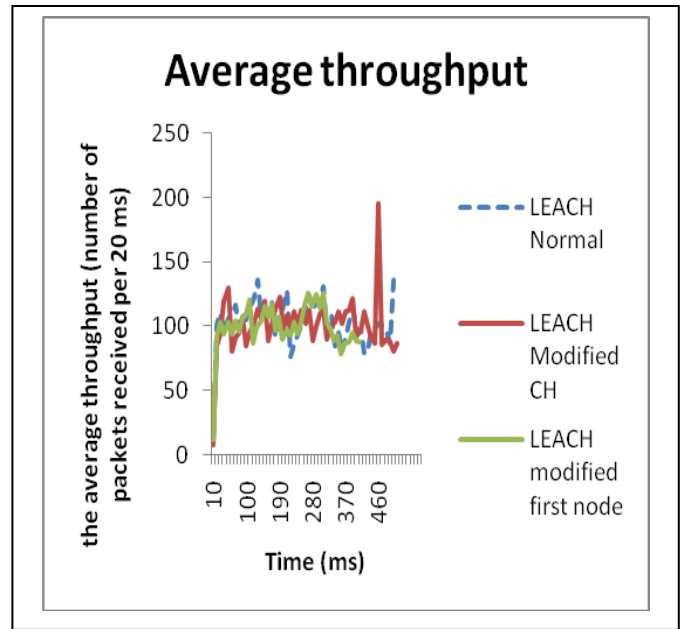 Average throughput
the average throughput (number of
packets received per 20 ms)
250
200
150
100
50
0
10
100
190
280
370
460
Time (ms)
LEACH
Normal
LEACH
Modified
CH
LEACH
modified
first node